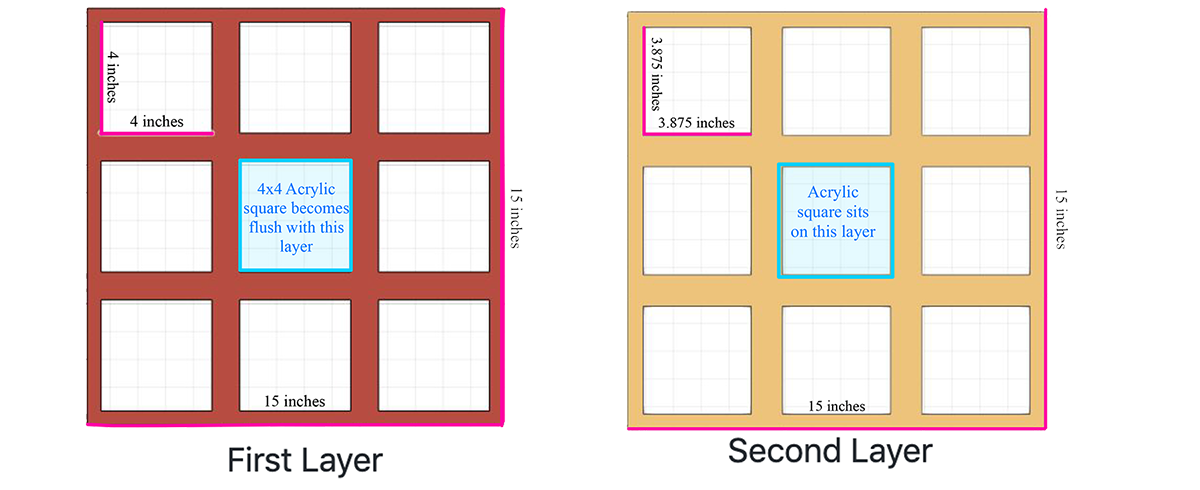 4 inches
4 inches
4x4 Acrylic
square becomes
flush with this
layer
15 inches
15 inches
First Layer
3.875 inches
3.875 inches
Acrylic
square sits
on this layer
15 inches
15 inches
Second Layer